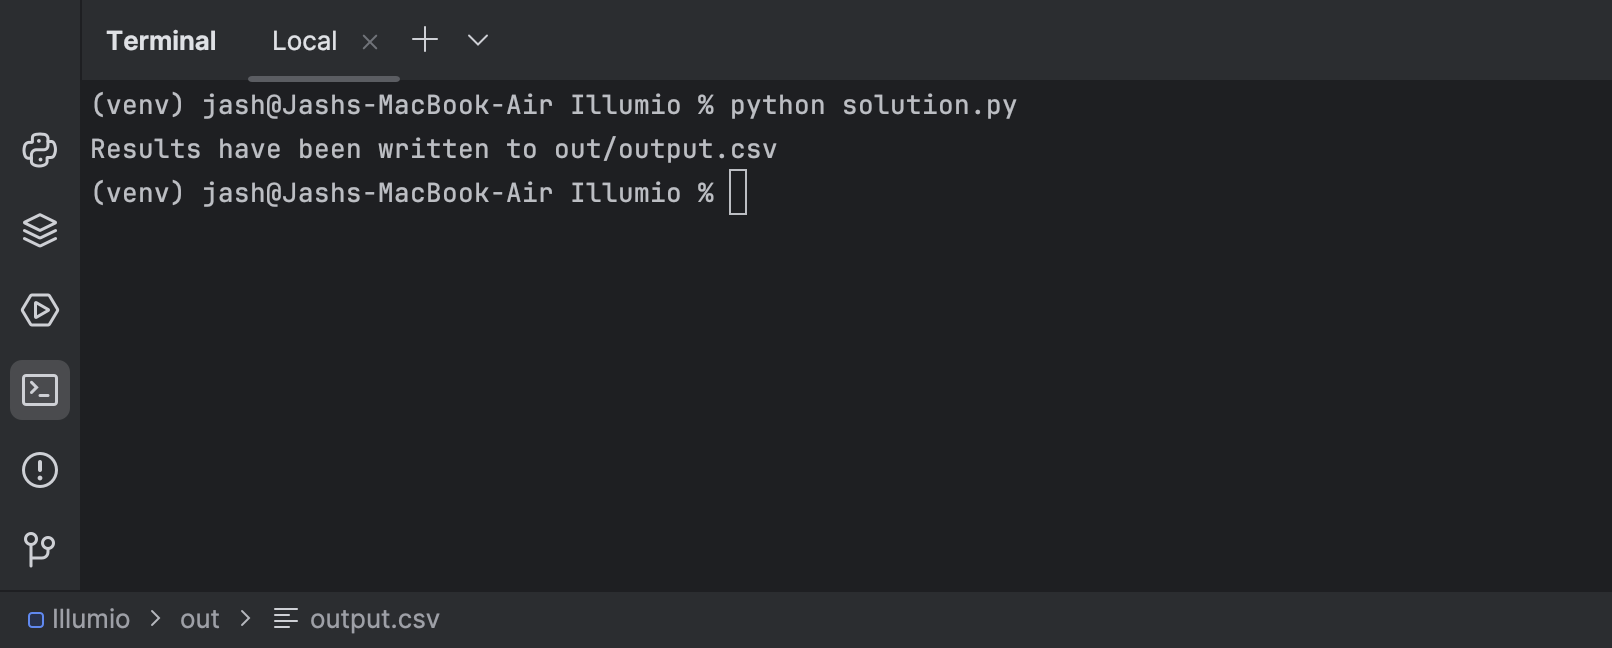 Terminal Local
(venv) jash@Jashs-MacBook-Air Illumio % python solution.py
Results have been written to out/output.csv
(venv) jash@Jashs-MacBook-Air Illumio %
Illumio > out > output.csv